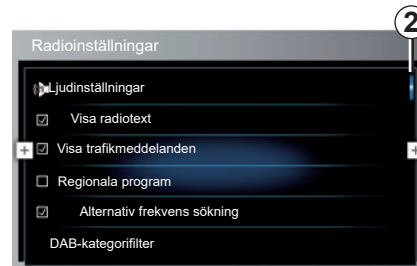 Radioinställningar
2
Ljudinställningar
Visa radiotext
Visa trafikmeddelanden
Regionala program
Alternativ frekvens sökning
DAB-kategorifilter